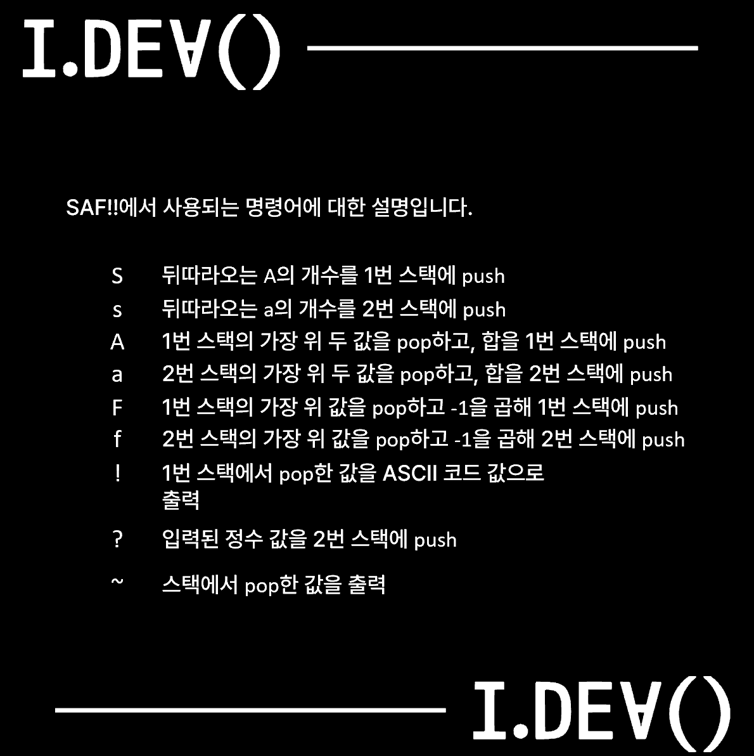 I.DE∀()
SAF!!에서 사용되는 명령어에 대한 설명입니다.
S 뒤따라오는 A의 개수를 1번 스택에 push
s 뒤따라오는 a의 개수를 2번 스택에 push
A 1번 스택의 가장 위 두 값을 pop하고, 합을 1번 스택에 push
a 2번 스택의 가장 위 두 값을 pop하고, 합을 2번 스택에 push
F 1번 스택의 가장 위 값을 pop하고 -1을 곱해 1번 스택에 push
f 2번 스택의 가장 위 값을 pop하고 -1을 곱해 2번 스택에 push
! 1번 스택에서 pop한 값을 ASCII 코드 값으로
출력
? 입력된 정수 값을 2번 스택에 push
~ 스택에서 pop한 값을 출력
I.DE∀()